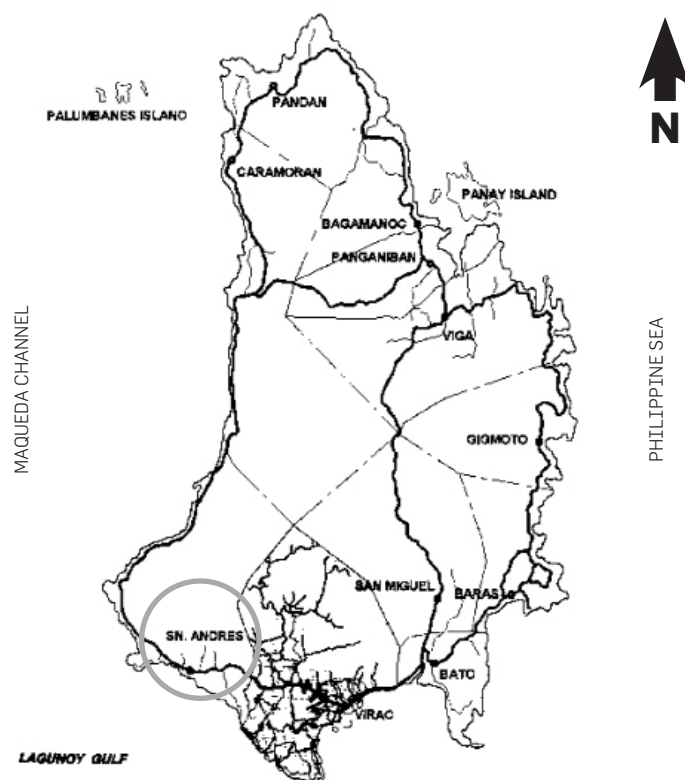 N
PANDAN
PALUMBANES ISLAND
CARAMORAN
PANAY ISLAND
BAGAMANOC
PANGANIBAN
MAQUEDA CHANNEL
PHILIPPINE SEA
VIGA
GIGMOTO
SAN MIGUEL
BARAS
SN. ANDRES
BATO
VIRAC
LAGUNOY GULF